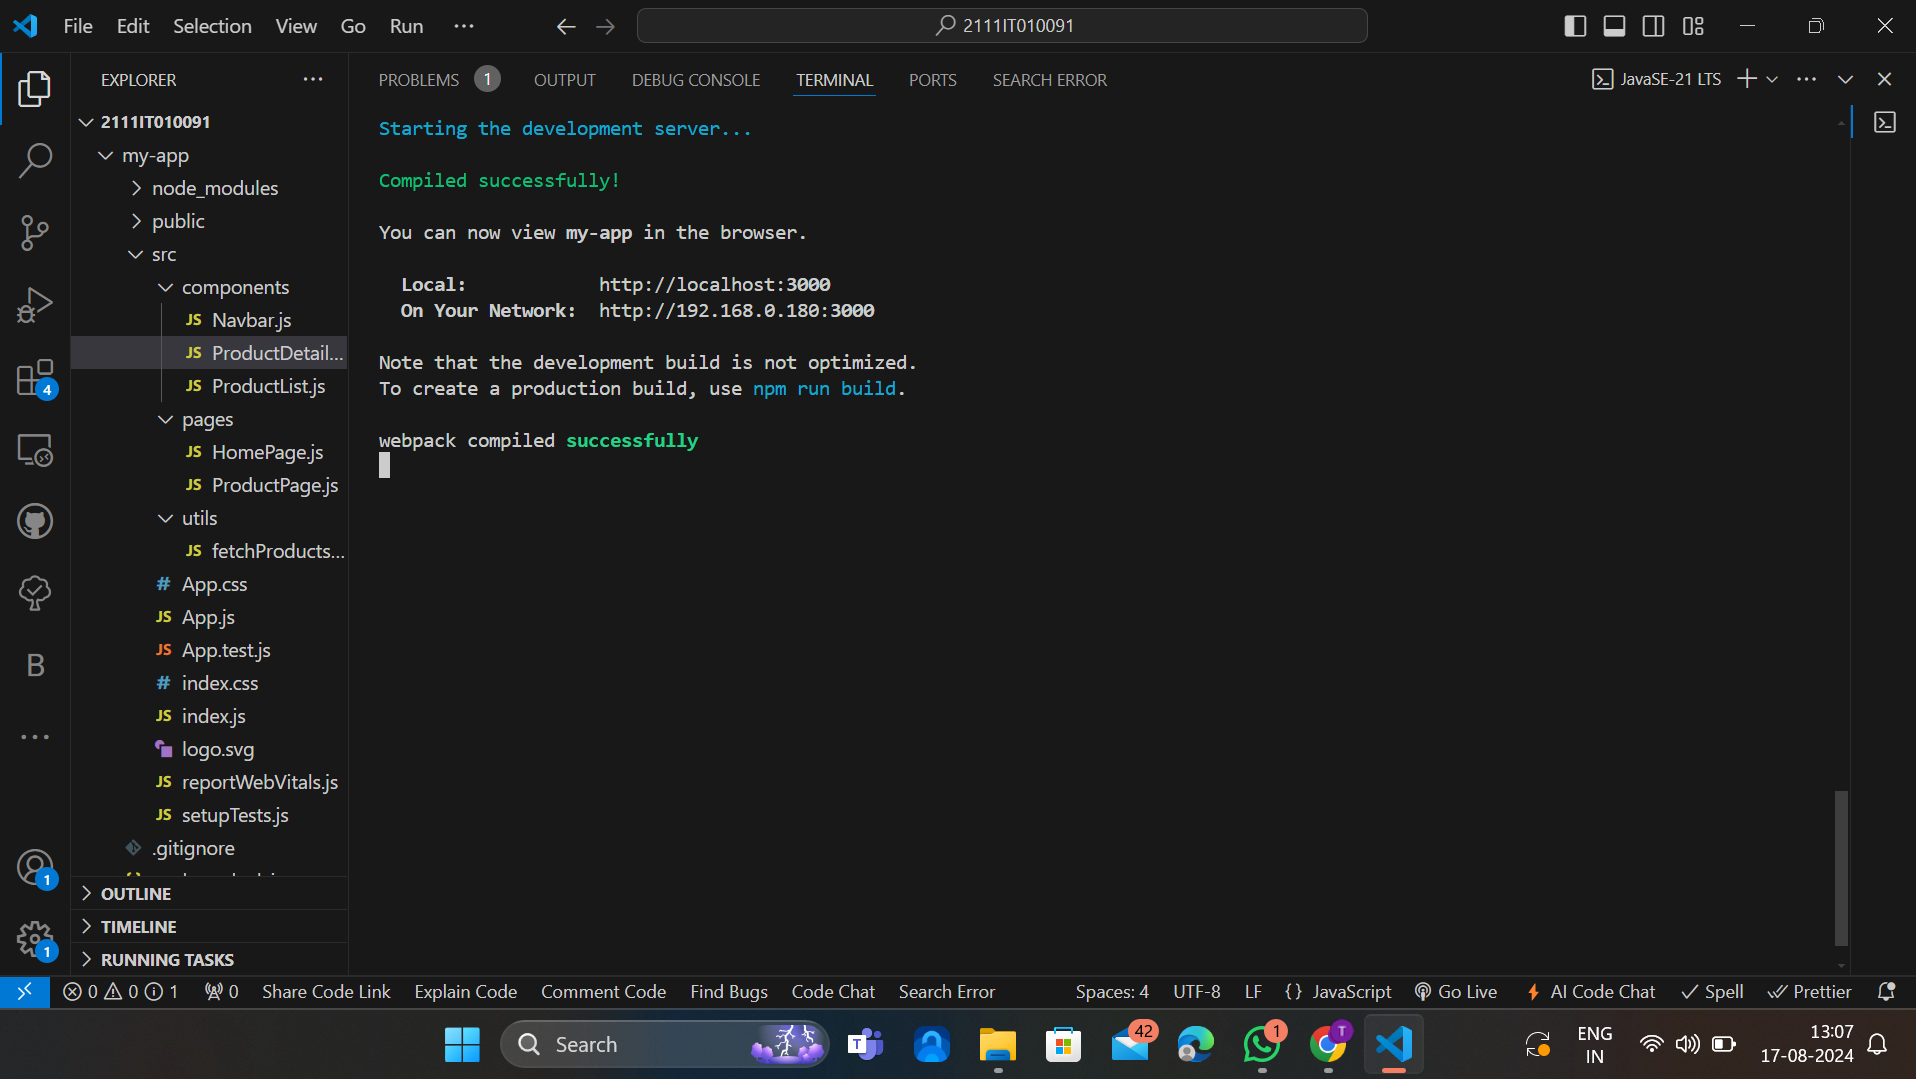 File Edit Selection View Go Run ··· 2111IT010091
EXPLORER ···
PROBLEMS 1 OUTPUT DEBUG CONSOLE TERMINAL PORTS SEARCH ERROR JavaSE-21 LTS
2111IT010091
my-app
node_modules
public
src
components
JS Navbar.js
JS ProductDetail...
JS ProductList.js
pages
JS HomePage.js
JS ProductPage.js
utils
JS fetchProducts...
# App.css
JS App.js
JS App.test.js
# index.css
JS index.js
logo.svg
JS reportWebVitals.js
JS setupTests.js
.gitignore
OUTLINE
TIMELINE
RUNNING TASKS
4
B
1
1
Starting the development server...
Compiled successfully!
You can now view my-app in the browser.
Local: http://localhost:3000
On Your Network: http://192.168.0.180:3000
Note that the development build is not optimized.
To create a production build, use npm run build.
webpack compiled successfully
0 0 1 0 Share Code Link Explain Code Comment Code Find Bugs Code Chat Search Error Spaces: 4 UTF-8 LF {} JavaScript Go Live AI Code Chat Spell Prettier
Search T 42 1 T ENG 13:07
IN 17-08-2024